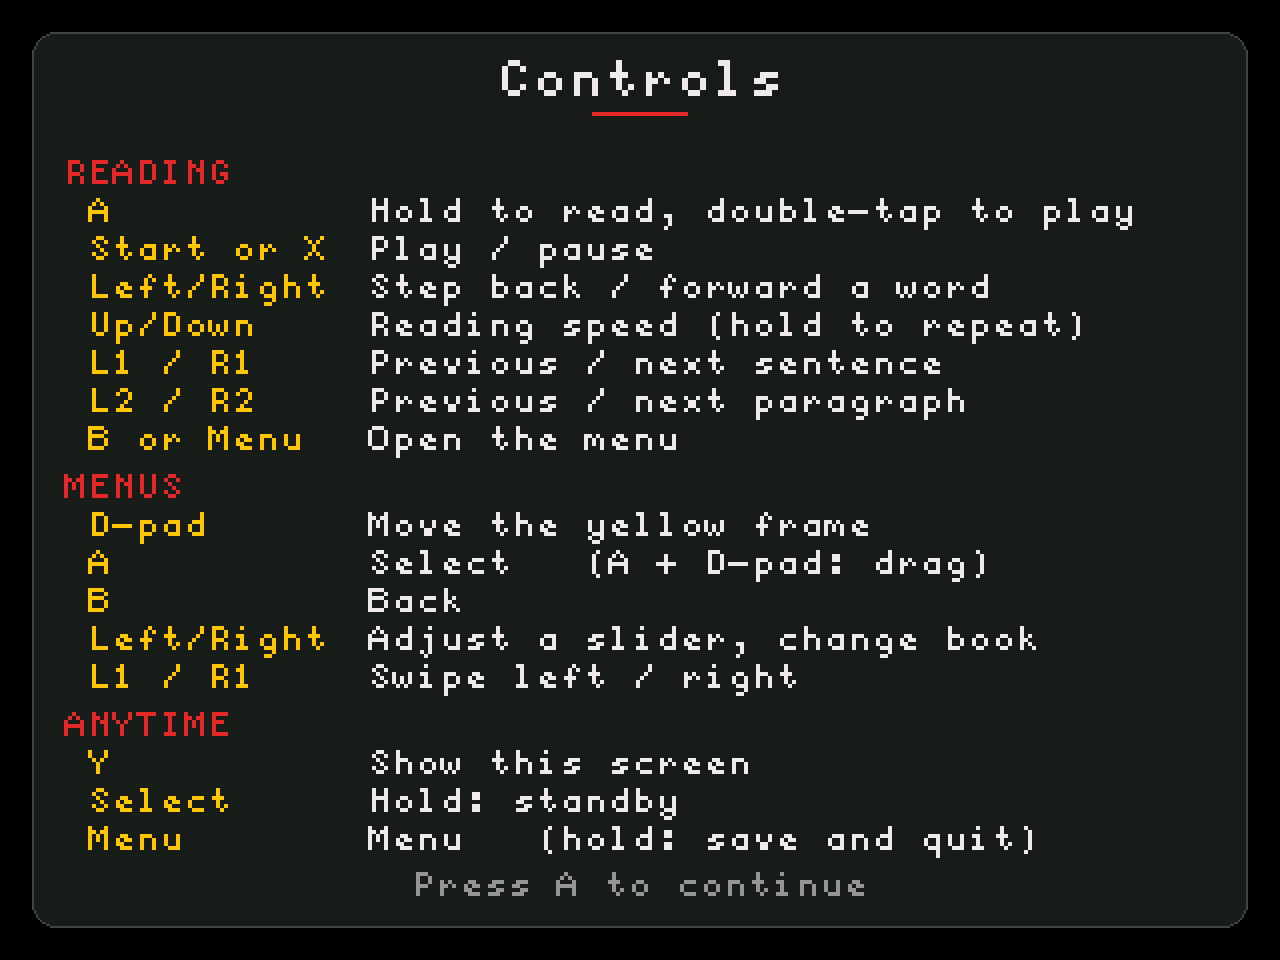 Controls
READING
A Hold to read, double-tap to play
Start or X Play / pause
Left/Right Step back / forward a word
Up/Down Reading speed (hold to repeat)
L1 / R1 Previous / next sentence
L2 / R2 Previous / next paragraph
B or Menu Open the menu
MENUS
D-pad Move the yellow frame
A Select (A + D-pad: drag)
B Back
Left/Right Adjust a slider, change book
L1 / R1 Swipe left / right
ANYTIME
Y Show this screen
Select Hold: standby
Menu Menu (hold: save and quit)
Press A to continue